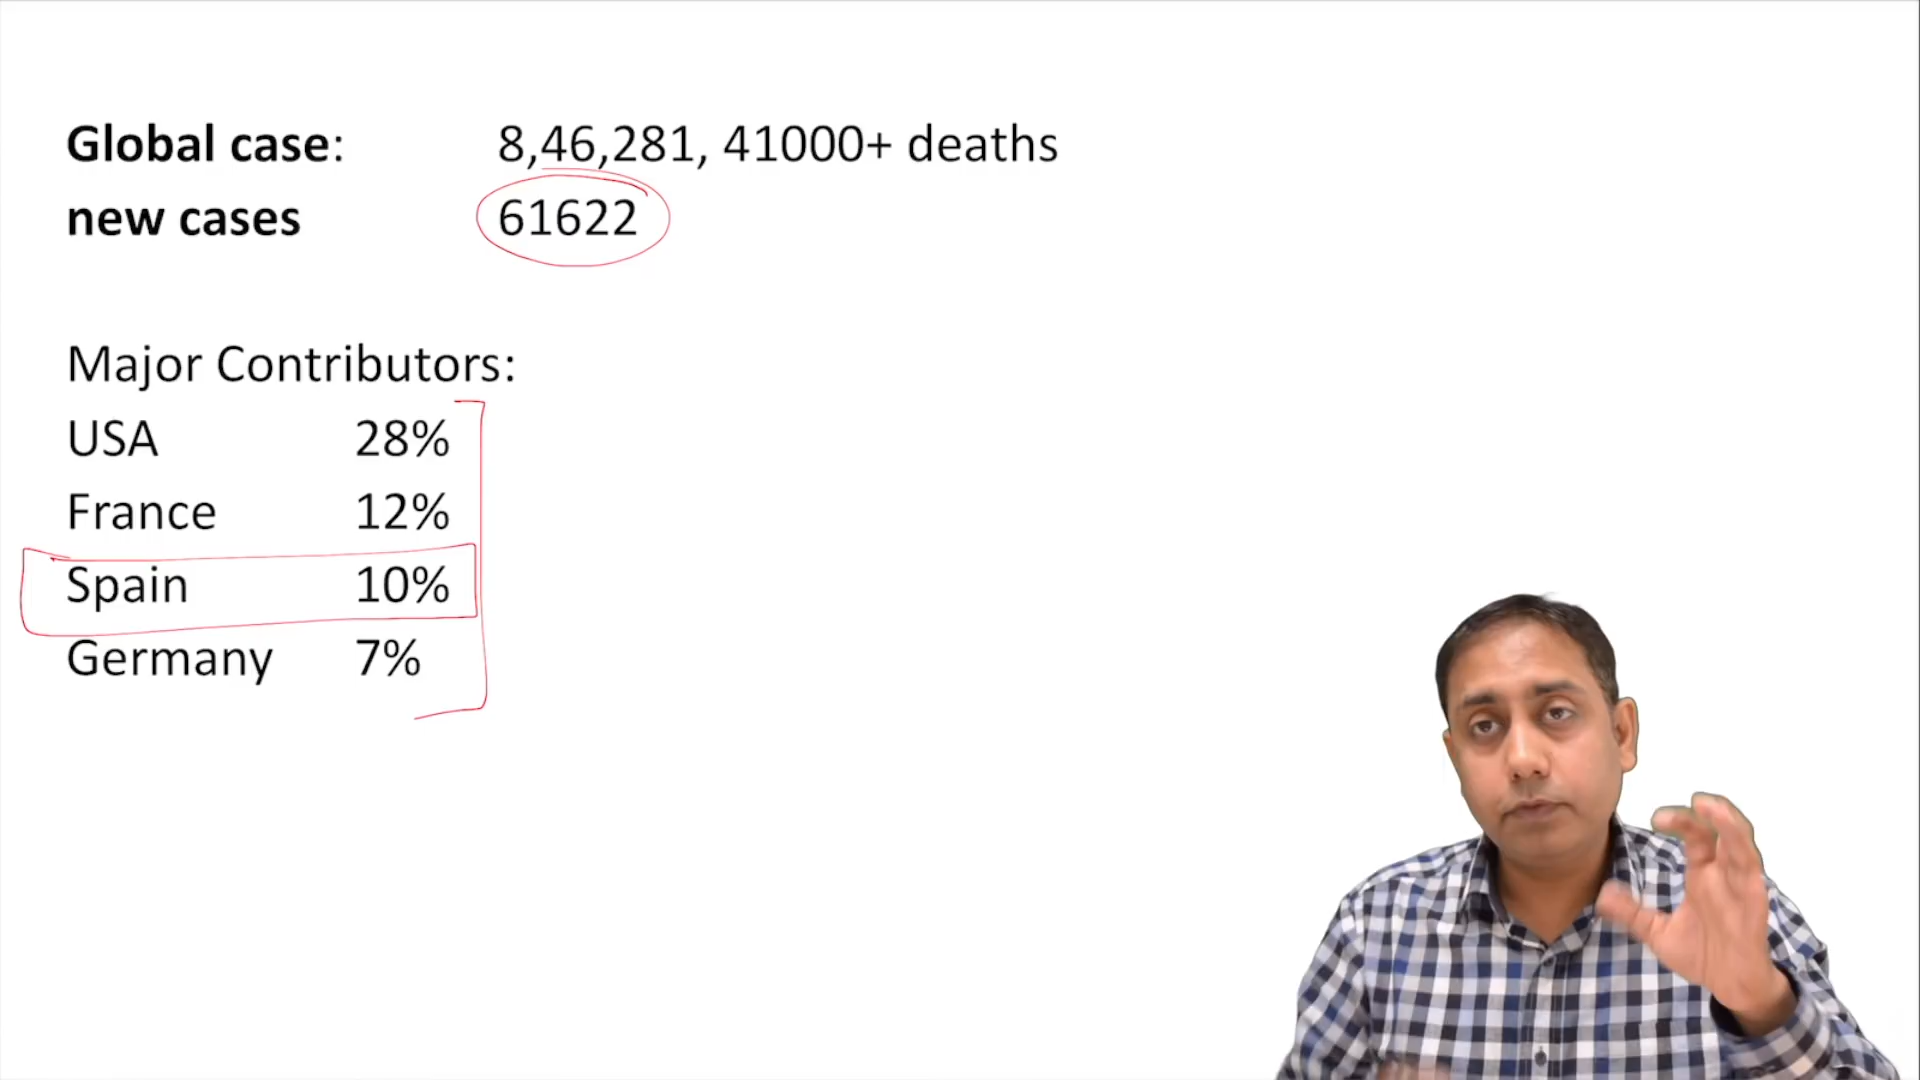 Global case: 8,46,281, 41000+ deaths
new cases 61622
Major Contributors:
USA 28%
France 12%
Spain 10%
Germany 7%